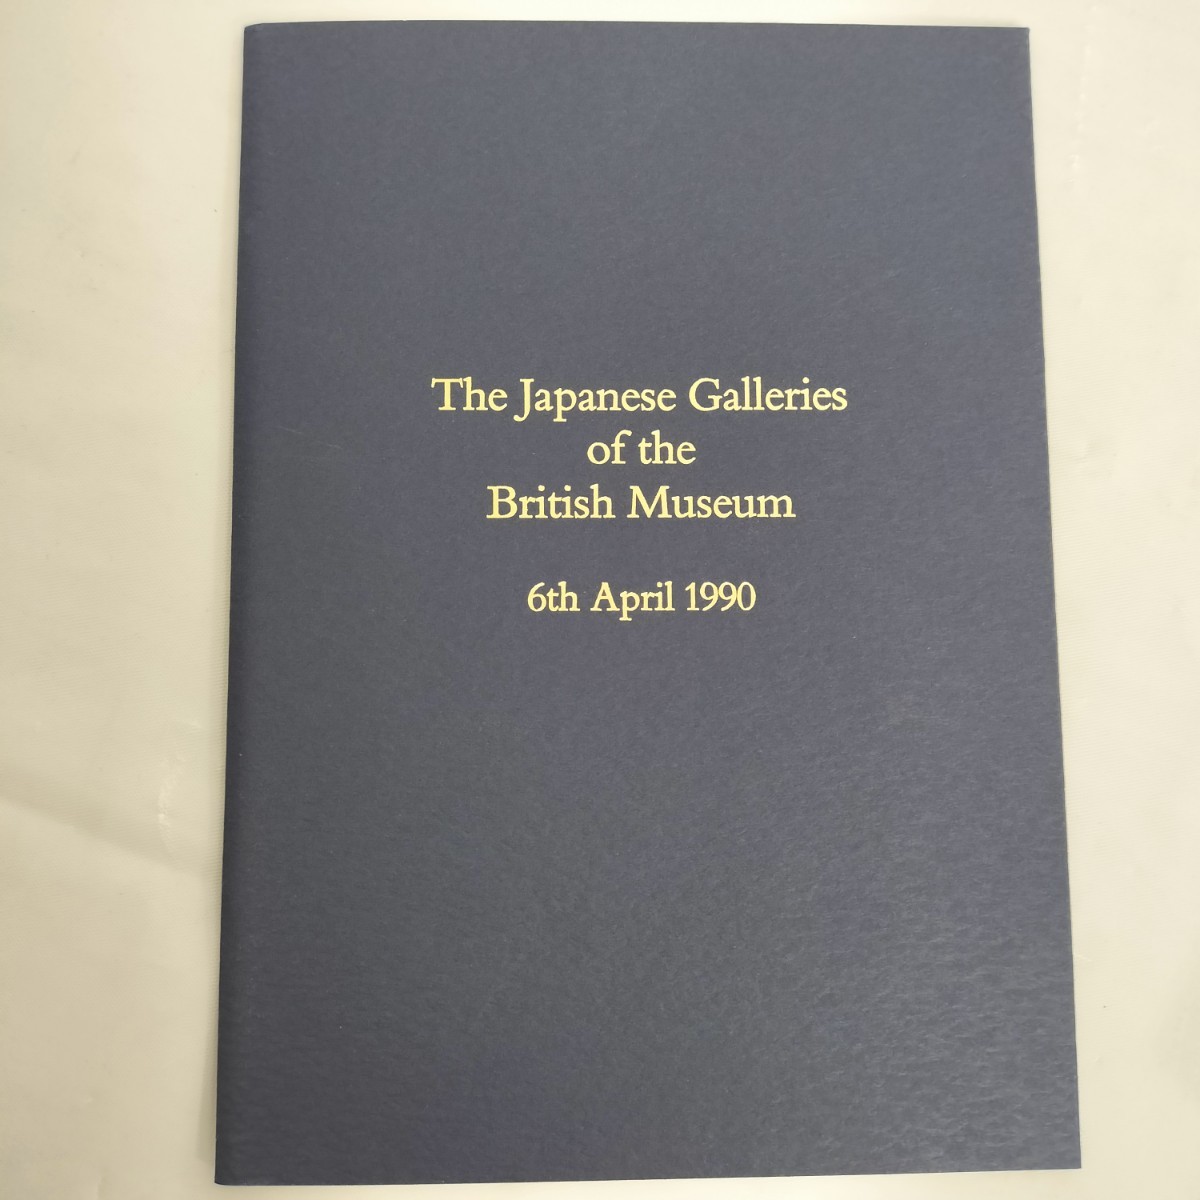 The Japanese Galleries
of the
British Museum
6th April 1990